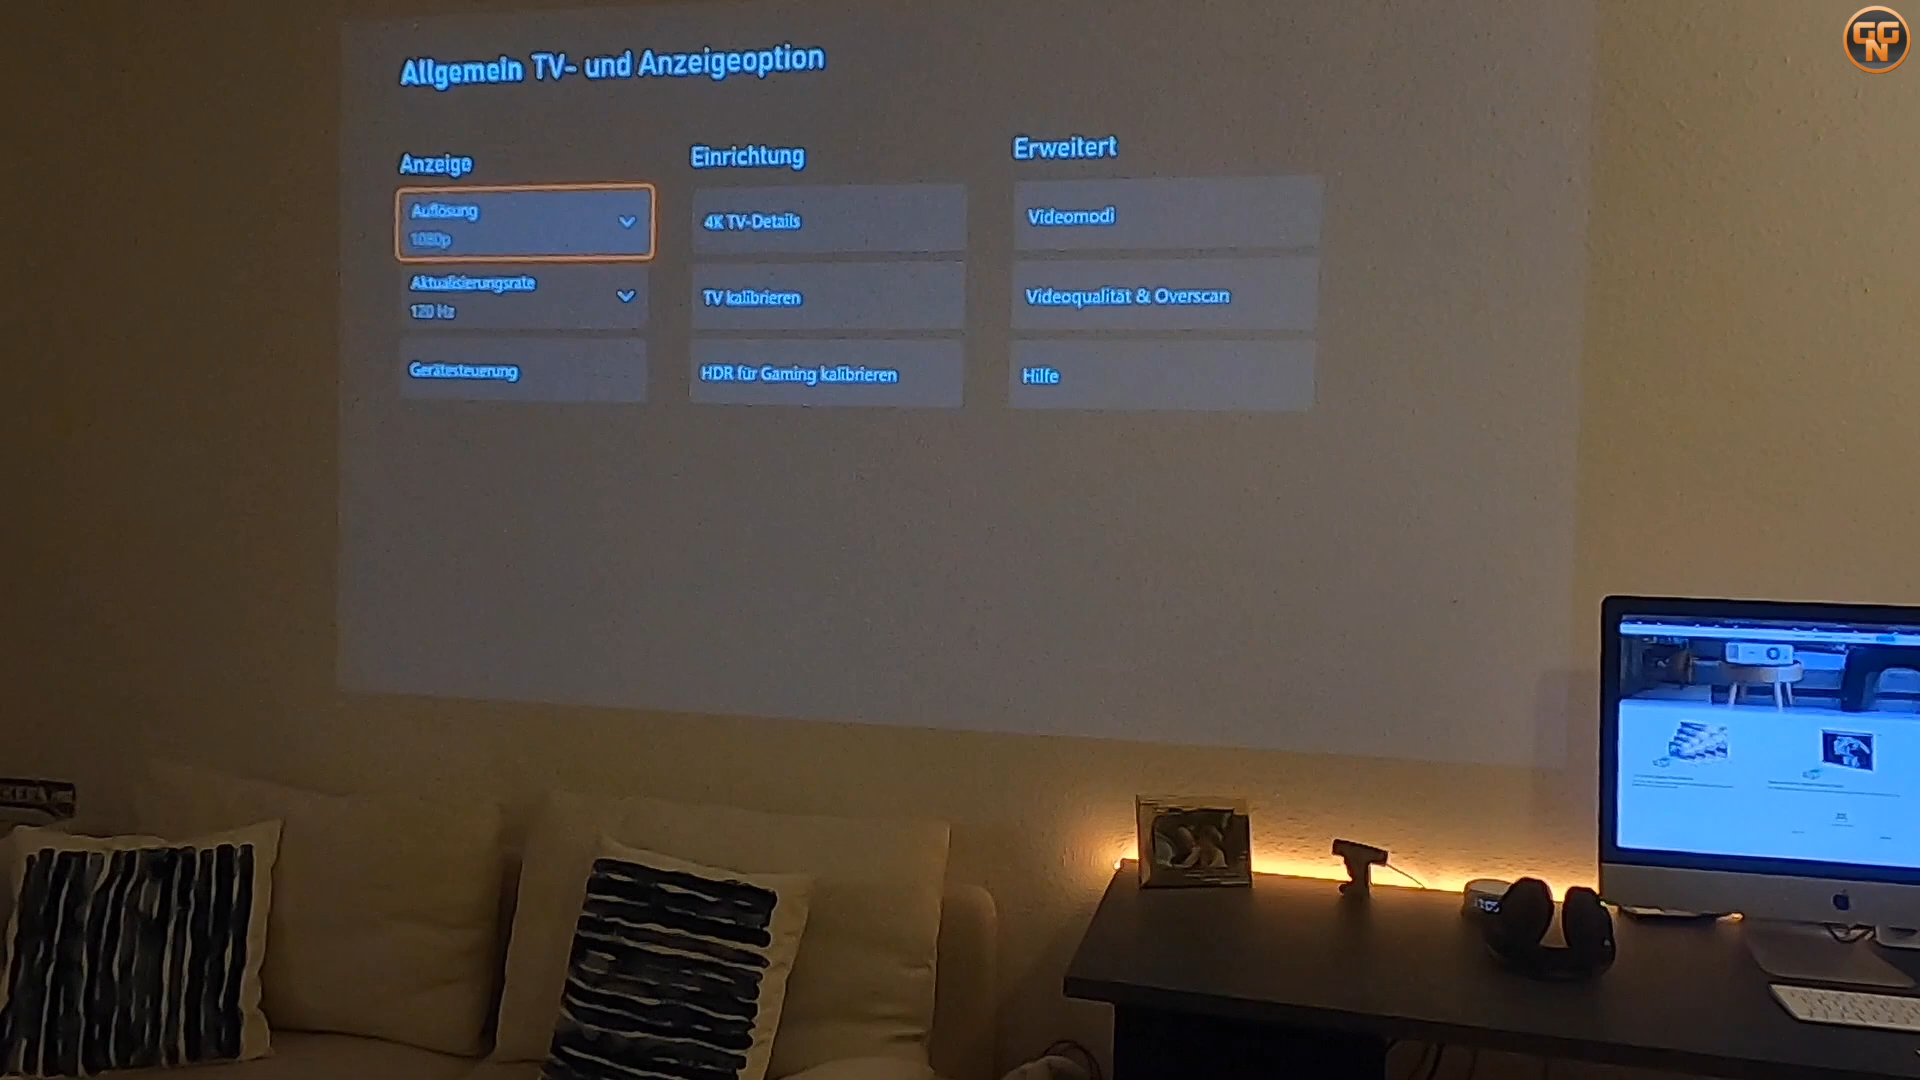 Allgemein TV- und Anzeigeoption
Anzeige
Auflösung
1080p
Aktualisierungsrate
120 Hz
Gerätesteuerung
Einrichtung
4K TV-Details
TV kalibrieren
HDR für Gaming kalibrieren
Erweitert
Videomodi
Videoqualität & Overscan
Hilfe
GGN